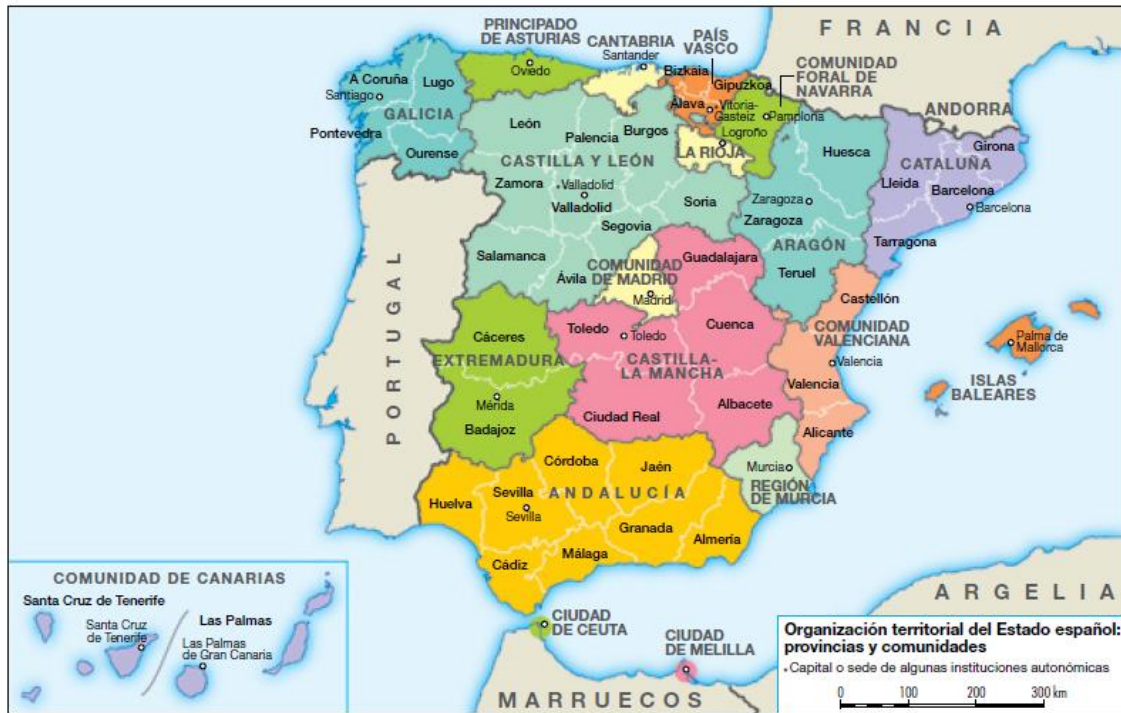 FRANCIA
PRINCIPADO
DE ASTURIAS
Oviedo
CANTABRIA
Santander
PAÍS
VASCO
Bizkaia
Gipuzkoa
Álava
Vitoria-
Gasteiz
COMUNIDAD
FORAL DE
NAVARRA
Pamplona
ANDORRA
A Coruña
Lugo
Santiago
GALICIA
Pontevedra
Ourense
León
Palencia
Burgos
Logroño
LA RIOJA
CASTILLA Y LEÓN
Zamora
Valladolid
Valladolid
Soria
Segovia
Salamanca
Ávila
Huesca
Zaragoza
Zaragoza
ARAGÓN
Teruel
CATALUÑA
Girona
Lleida
Barcelona
Barcelona
Tarragona
PORTUGAL
COMUNIDAD
DE MADRID
Madrid
Guadalajara
Toledo
Toledo
Cuenca
CASTILLA-
LA MANCHA
Ciudad Real
Albacete
Castellón
COMUNIDAD
VALENCIANA
Valencia
Valencia
Alicante
Palma de
Mallorca
ISLAS
BALEARES
Cáceres
EXTREMADURA
Mérida
Badajoz
Murcia
REGIÓN
DE MURCIA
Córdoba
Jaén
Huelva
Sevilla
ANDALUCÍA
Sevilla
Granada
Almería
Málaga
Cádiz
CIUDAD
DE CEUTA
CIUDAD
DE MELILLA
MARRUECOS
ARGELIA
COMUNIDAD DE CANARIAS
Santa Cruz de Tenerife
Las Palmas
Santa Cruz
de Tenerife
Las Palmas
de Gran Canaria
Organización territorial del Estado español:
provincias y comunidades
Capital o sede de algunas instituciones autonómicas
0 100 200 300 km